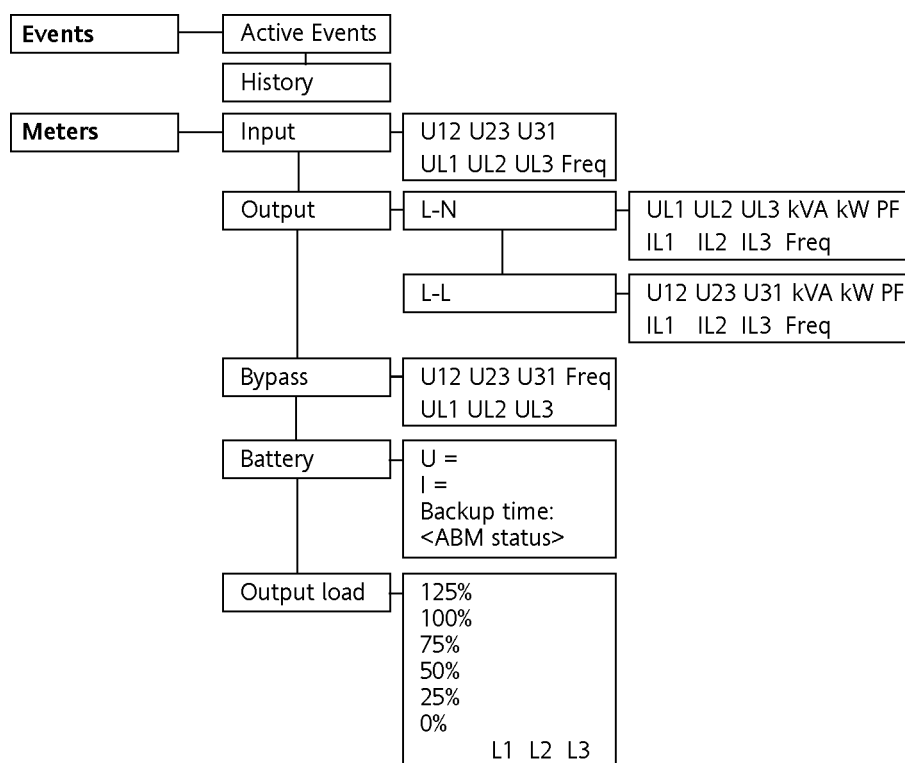 Events
Active Events
History
Meters
Input
U12 U23 U31
UL1 UL2 UL3 Freq
Output
L-N
UL1 UL2 UL3 kVA kW PF
IL1 IL2 IL3 Freq
L-L
U12 U23 U31 kVA kW PF
IL1 IL2 IL3 Freq
Bypass
U12 U23 U31 Freq
UL1 UL2 UL3
Battery
U =
I =
Backup time:
<ABM status>
Output load
125%
100%
75%
50%
25%
0%
L1 L2 L3